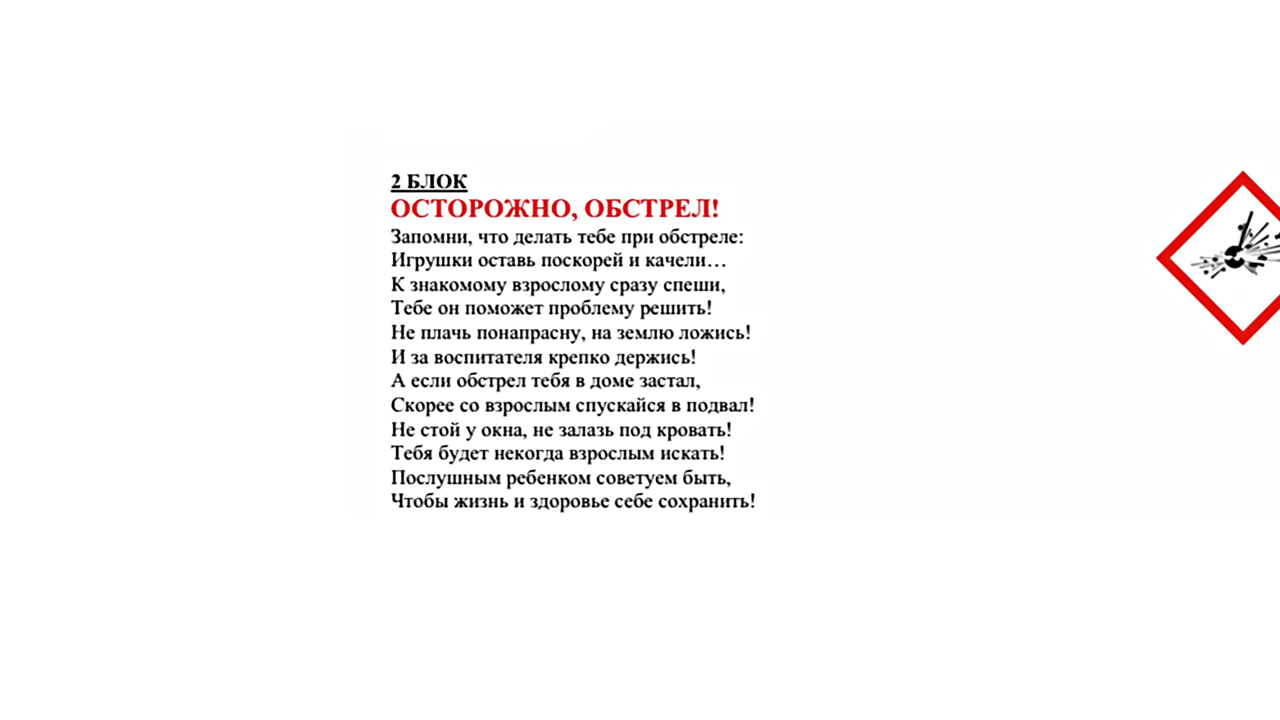 2 БЛОК
ОСТОРОЖНО, ОБСТРЕЛ!
Запомни, что делать тебе при обстреле:
Игрушки оставь поскорей и качели…
К знакомому взрослому сразу спеши,
Тебе он поможет проблему решить!
Не плачь понапрасну, на землю ложись!
И за воспитателя крепко держись!
А если обстрел тебя в доме застал,
Скорее со взрослым спускайся в подвал!
Не стой у окна, не залазь под кровать!
Тебя будет некогда взрослым искать!
Послушным ребенком советуем быть,
Чтобы жизнь и здоровье себе сохранить!